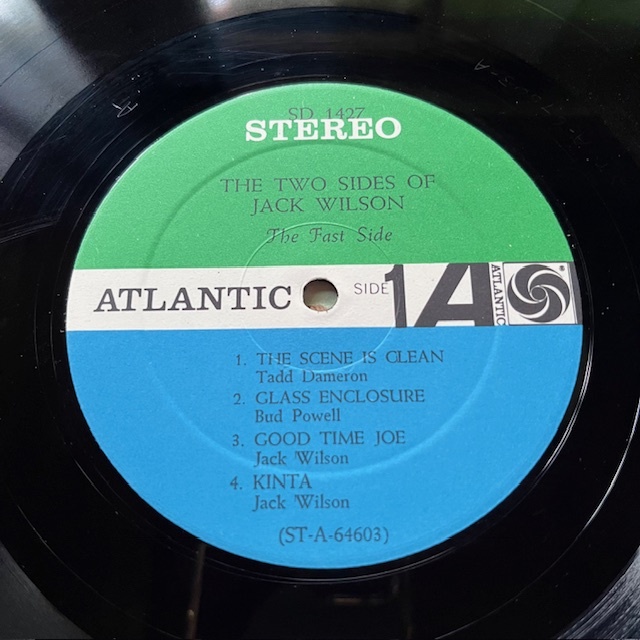 SD 1427
STEREO
THE TWO SIDES OF
JACK WILSON
The Fast Side
ATLANTIC
SIDE 1
A
ATLANTIC
1. THE SCENE IS CLEAN
Tadd Dameron
2. GLASS ENCLOSURE
Bud Powell
3. GOOD TIME JOE
Jack Wilson
4. KINTA
Jack Wilson
(ST-A-64603)